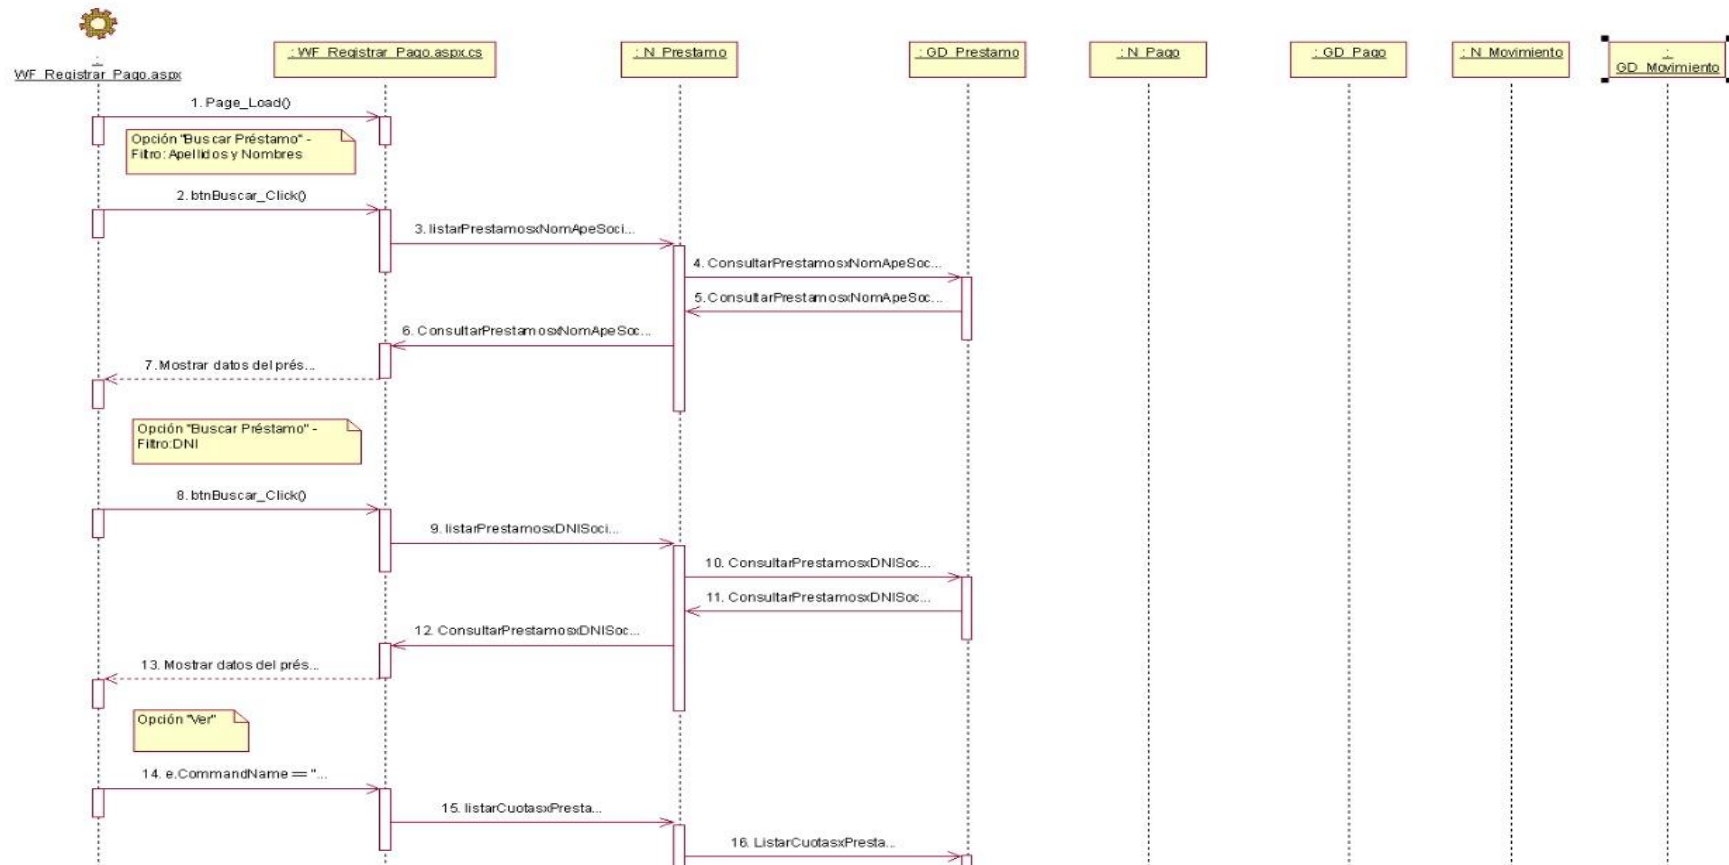 :
WF_Registrar_Pago.aspx
: WF_Registrar_Pago.aspx.cs
: N_Prestamo
: GD_Prestamo
: N_Pago
: GD_Pago
: N_Movimiento
:
GD_Movimiento
1. Page_Load()
Opción "Buscar Préstamo" -
Filtro: Apellidos y Nombres
2. btnBuscar_Click()
3. listarPrestamosxNomApeSoci...
4. ConsultarPrestamosxNomApeSoc...
5. ConsultarPrestamosxNomApeSoc...
6. ConsultarPrestamosxNomApeSoc...
7. Mostrar datos del prés...
Opción "Buscar Préstamo" -
Filtro:DNI
8. btnBuscar_Click()
9. listarPrestamosxDNISoci...
10. ConsultarPrestamosxDNISoc...
11. ConsultarPrestamosxDNISoc...
12. ConsultarPrestamosxDNISoc...
13. Mostrar datos del prés...
Opción "Ver"
14. e.CommandName == "...
15. listarCuotasxPresta...
16. ListarCuotasxPresta...